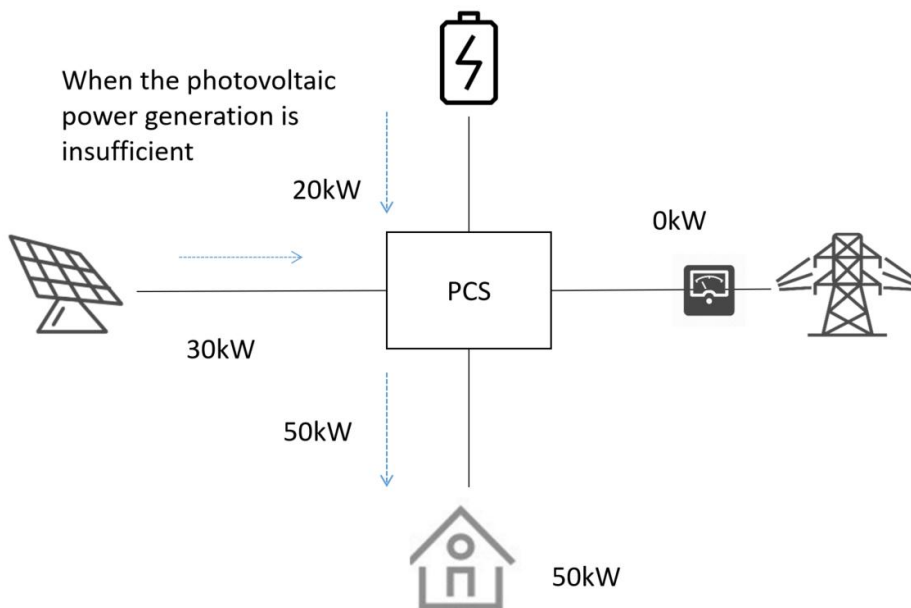 When the photovoltaic
power generation is
insufficient
20kW
0kW
PCS
30kW
50kW
50kW